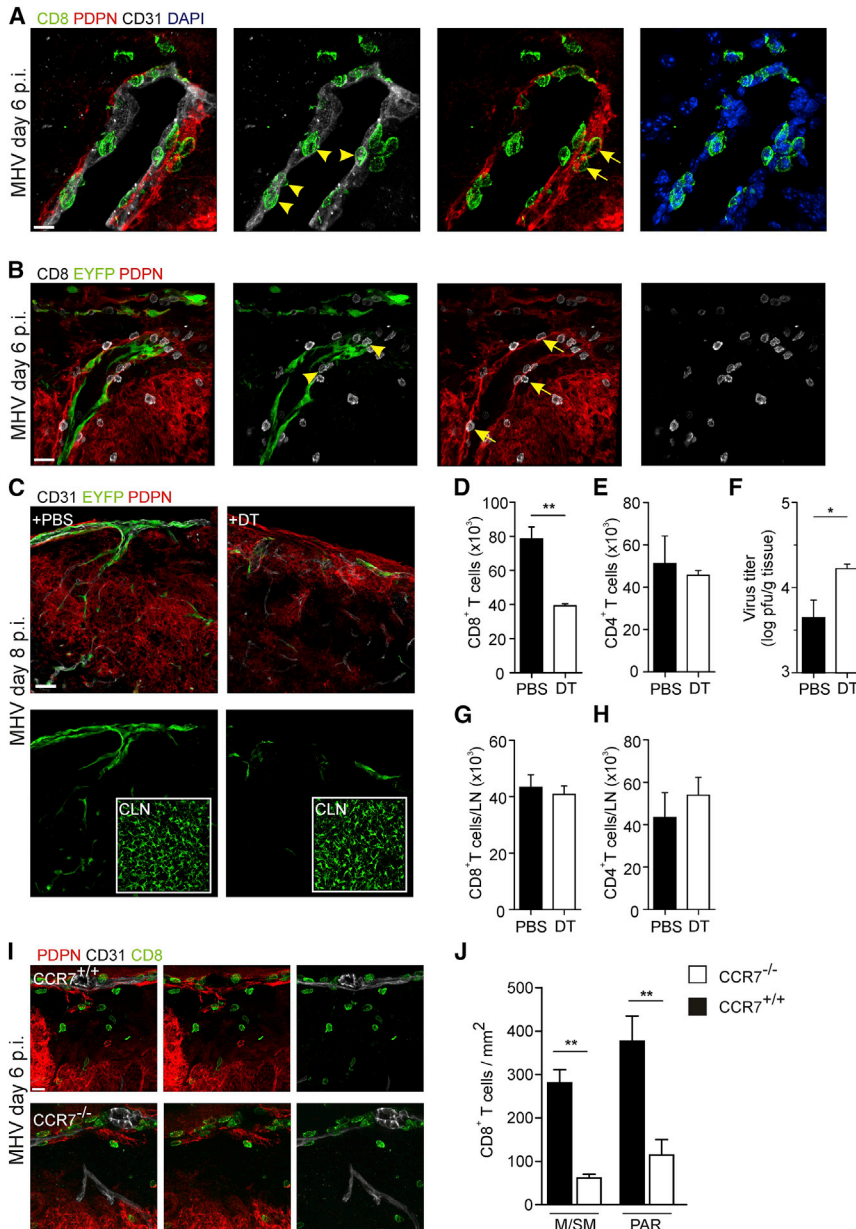 A
CD8 PDPN CD31 DAPI
MHV day 6 p.i.
B
CD8 EYFP PDPN
MHV day 6 p.i.
C
CD31 EYFP PDPN
+PBS
+DT
MHV day 8 p.i.
CLN
CLN
D
CD8⁺ T cells (x10³)
100
80
60
40
20
0
**
PBS DT
E
CD4⁺ T cells (x10³)
80
60
40
20
0
PBS DT
F
Virus titer
(log pfu/g tissue)
5
4
3
*
PBS DT
G
CD8⁺T cells/LN (x10³)
60
40
20
0
PBS DT
H
CD4⁺T cells/LN (x10³)
80
60
40
20
0
PBS DT
I
PDPN CD31 CD8
CCR7⁺/⁺
CCR7⁻/⁻
MHV day 6 p.i.
J
CCR7⁻/⁻
CCR7⁺/⁺
CD8⁺ T cells / mm²
500
400
300
200
100
0
**
**
M/SM PAR